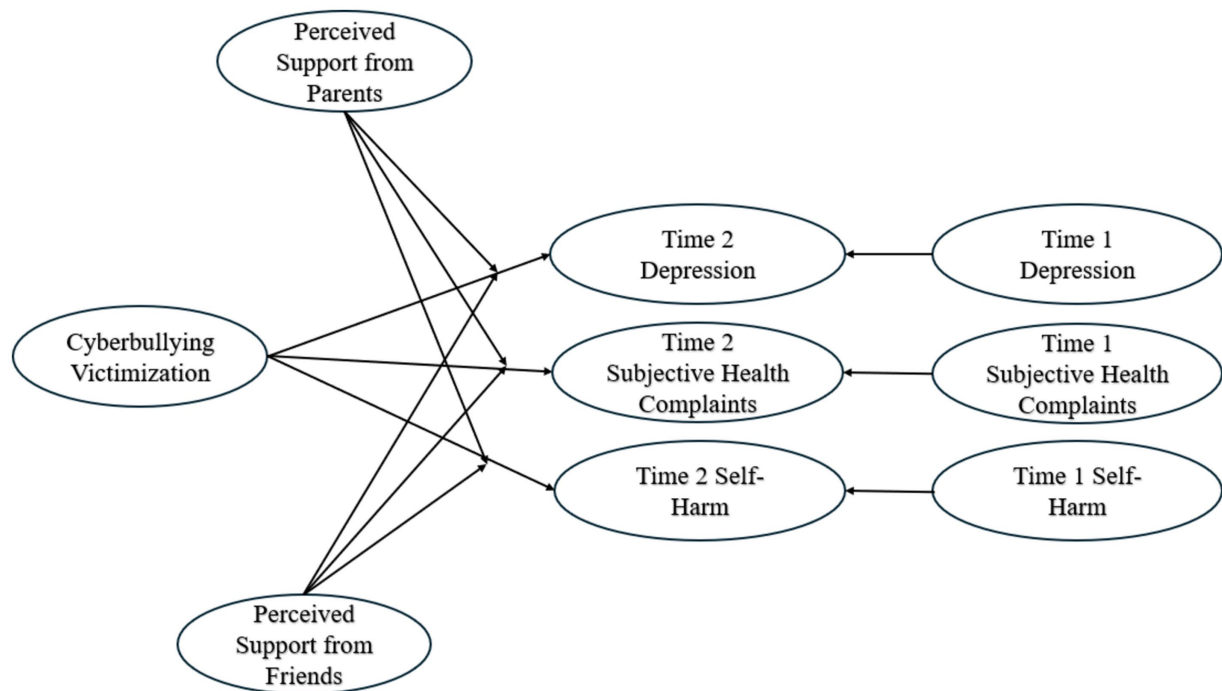 Perceived
Support from
Parents
Time 2
Depression
Time 1
Depression
Cyberbullying
Victimization
Time 2
Subjective Health
Complaints
Time 1
Subjective Health
Complaints
Time 2 Self-
Harm
Time 1 Self-
Harm
Perceived
Support from
Friends